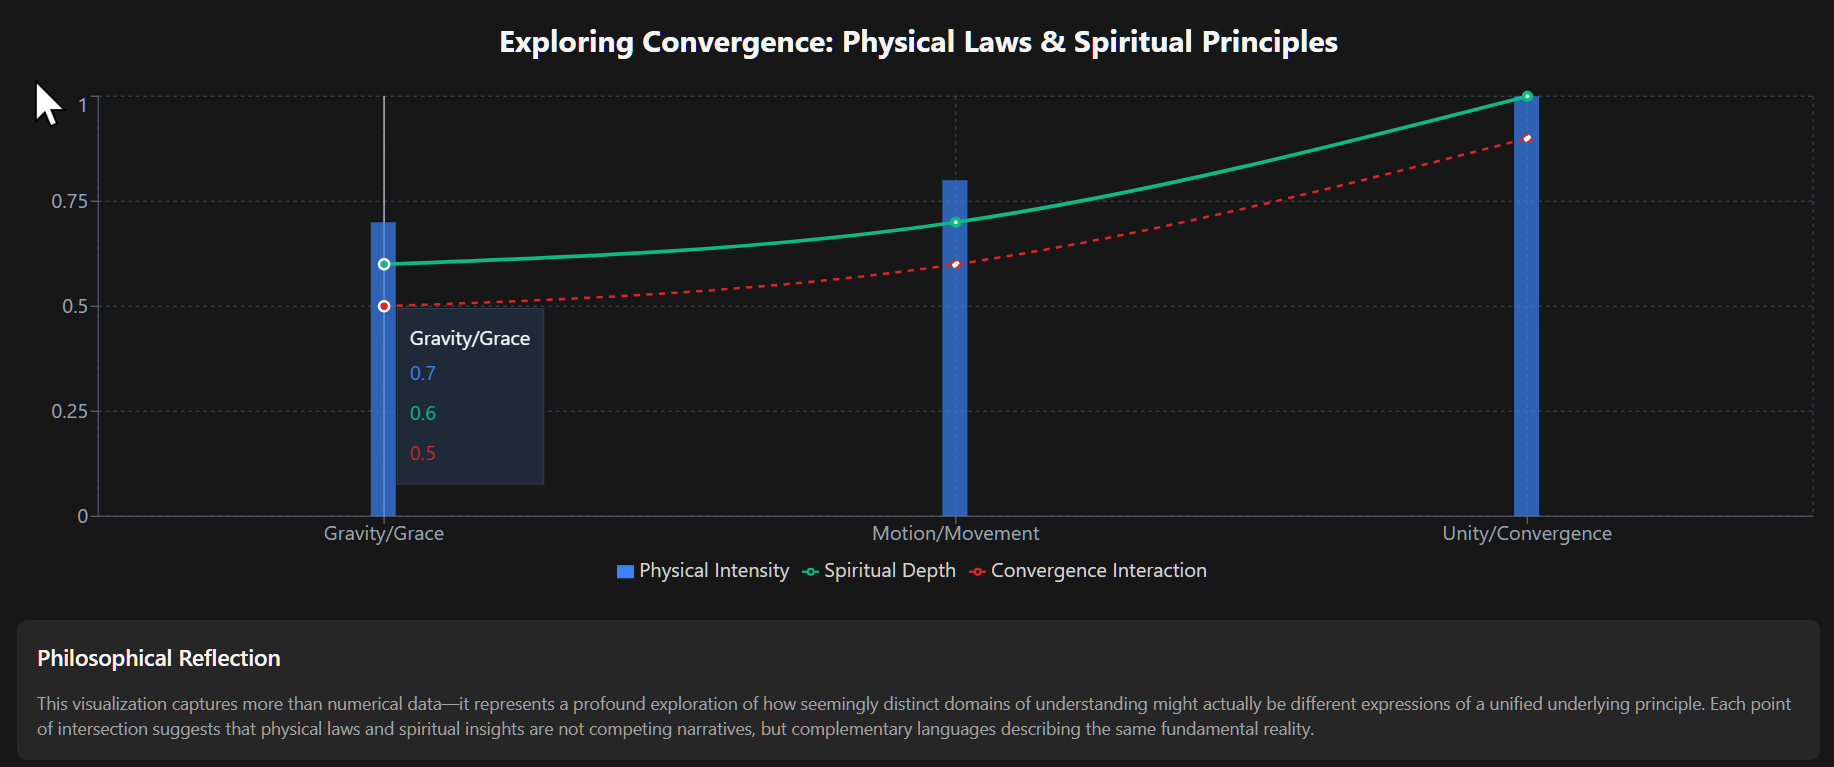 Exploring Convergence: Physical Laws & Spiritual Principles
1
0.75
0.5
0.25
0
Gravity/Grace
0.7
0.6
0.5
Gravity/Grace
Motion/Movement
Unity/Convergence
Physical Intensity
Spiritual Depth
Convergence Interaction
Philosophical Reflection
This visualization captures more than numerical data—it represents a profound exploration of how seemingly distinct domains of understanding might actually be different expressions of a unified underlying principle. Each point
of intersection suggests that physical laws and spiritual insights are not competing narratives, but complementary languages describing the same fundamental reality.